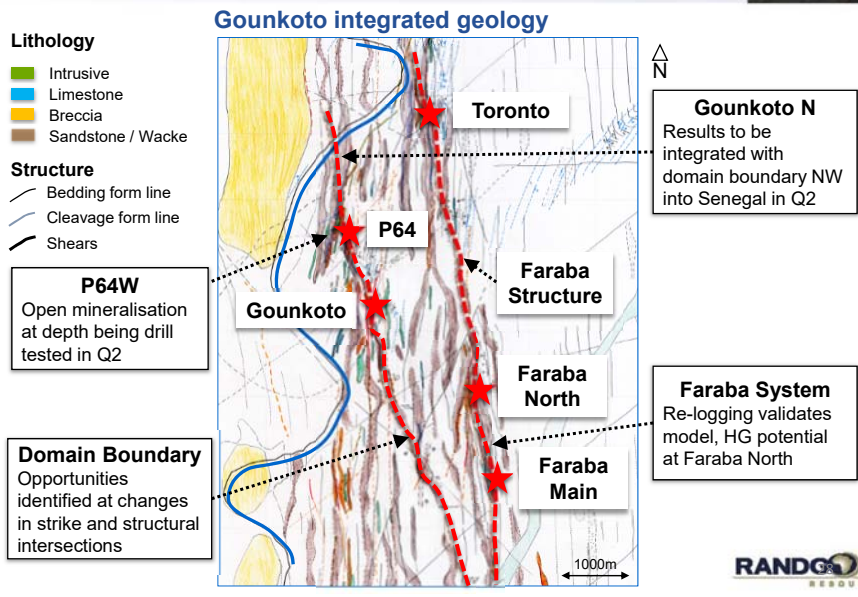 Gounkoto integrated geology
Lithology
Intrusive
Limestone
Breccia
Sandstone / Wacke
Structure
Bedding form line
Cleavage form line
Shears
P64W
Open mineralisation
at depth being drill
tested in Q2
Domain Boundary
Opportunities
identified at changes
in strike and structural
intersections
Toronto
P64
Gounkoto
Faraba
Structure
Faraba
North
Faraba
Main
1000m
N
Gounkoto N
Results to be
integrated with
domain boundary NW
into Senegal in Q2
Faraba System
Re-logging validates
model, HG potential
at Faraba North